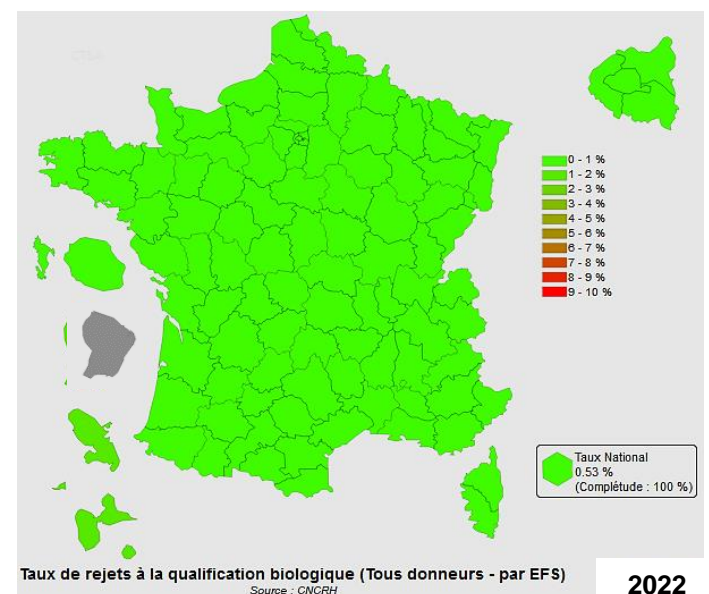 0 - 1 %
1 - 2 %
2 - 3 %
3 - 4 %
4 - 5 %
5 - 6 %
6 - 7 %
7 - 8 %
8 - 9 %
9 - 10 %
Taux National
0.53 %
(Complétude : 100 %)
Taux de rejets à la qualification biologique (Tous donneurs - par EFS)
Source : CNCRH
2022